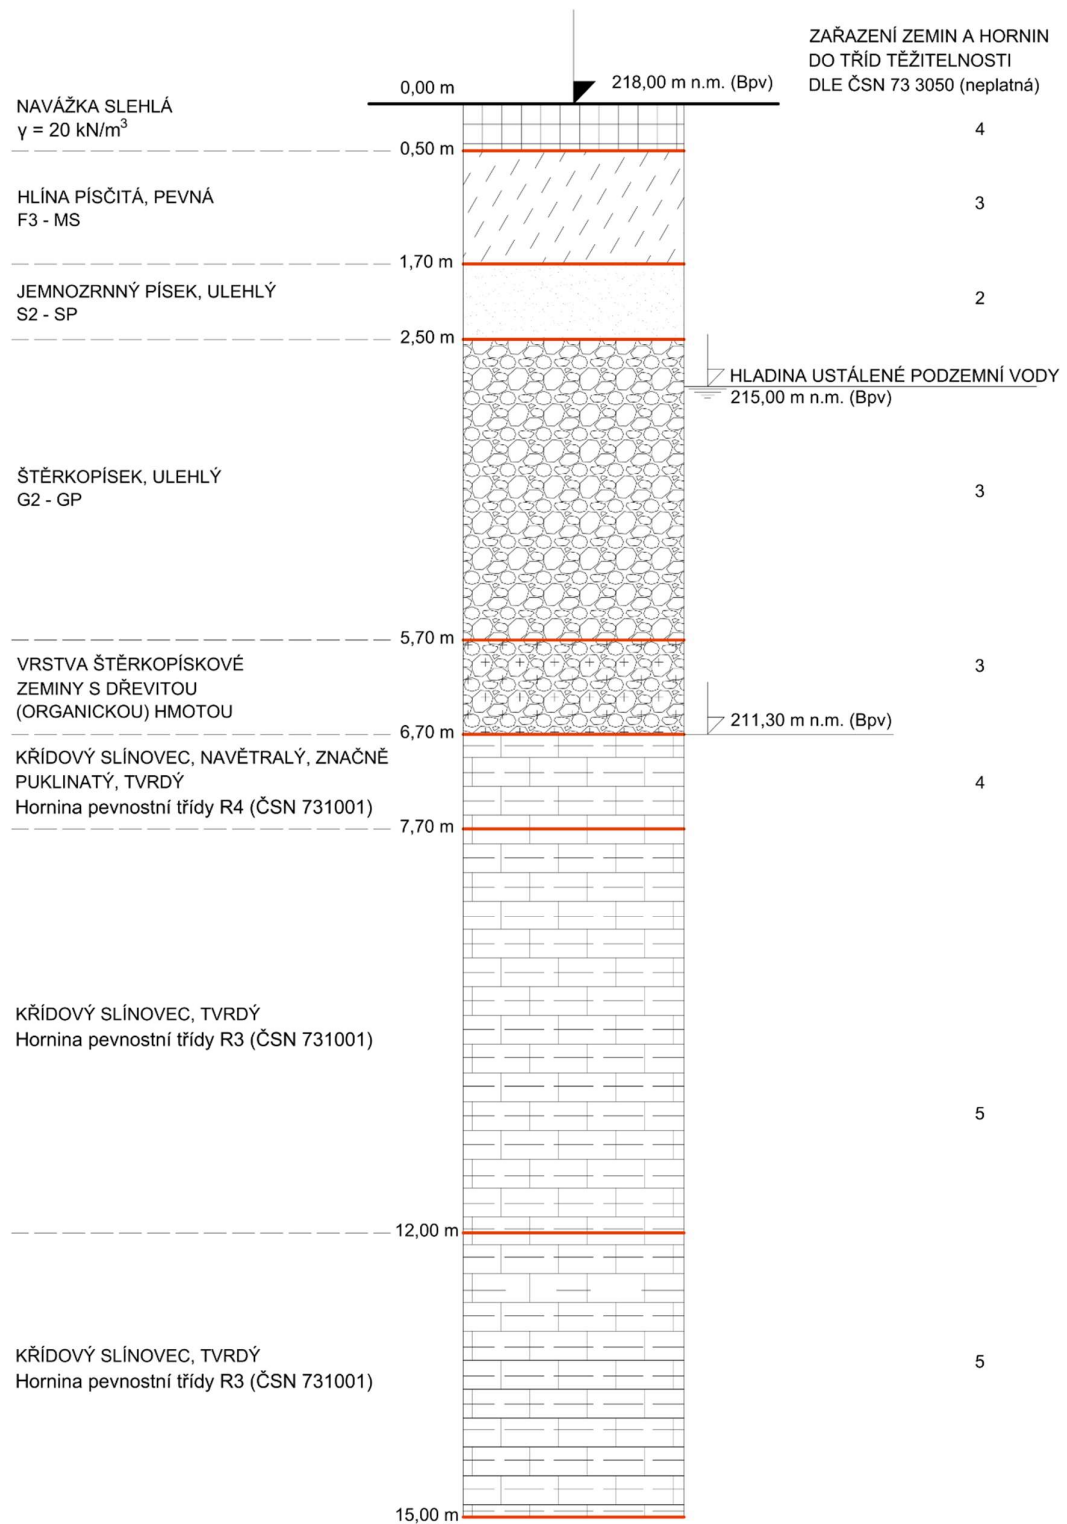 ZAŘAZENÍ ZEMIN A HORNIN
DO TŘÍD TĚŽITELNOSTI
DLE ČSN 73 3050 (neplatná)
0,00 m
218,00 m n.m. (Bpv)
NAVÁŽKA SLEHLÁ
γ = 20 kN/m³
4
0,50 m
HLÍNA PÍSČITÁ, PEVNÁ
F3 - MS
3
1,70 m
JEMNOZRNNÝ PÍSEK, ULEHLÝ
S2 - SP
2
2,50 m
HLADINA USTÁLENÉ PODZEMNÍ VODY
215,00 m n.m. (Bpv)
ŠTĚRKOPÍSEK, ULEHLÝ
G2 - GP
3
5,70 m
VRSTVA ŠTĚRKOPÍSKOVÉ
ZEMINY S DŘEVITOU
(ORGANICKOU) HMOTOU
3
6,70 m
211,30 m n.m. (Bpv)
KŘÍDOVÝ SLÍNOVEC, NAVĚTRALÝ, ZNAČNĚ
PUKLINATÝ, TVRDÝ
Hornina pevnostní třídy R4 (ČSN 731001)
4
7,70 m
KŘÍDOVÝ SLÍNOVEC, TVRDÝ
Hornina pevnostní třídy R3 (ČSN 731001)
5
12,00 m
KŘÍDOVÝ SLÍNOVEC, TVRDÝ
Hornina pevnostní třídy R3 (ČSN 731001)
5
15,00 m